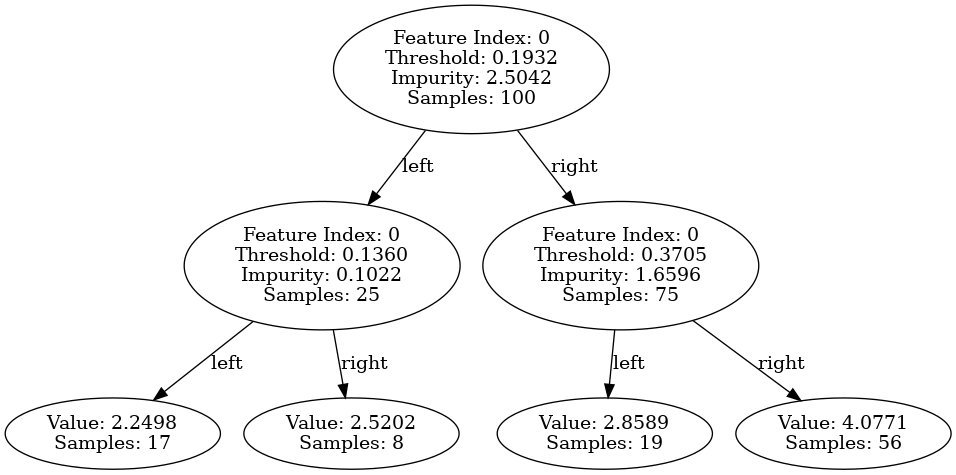 Feature Index: 0
Threshold: 0.1932
Impurity: 2.5042
Samples: 100
left
right
Feature Index: 0
Threshold: 0.1360
Impurity: 0.1022
Samples: 25
Feature Index: 0
Threshold: 0.3705
Impurity: 1.6596
Samples: 75
left
right
left
right
Value: 2.2498
Samples: 17
Value: 2.5202
Samples: 8
Value: 2.8589
Samples: 19
Value: 4.0771
Samples: 56